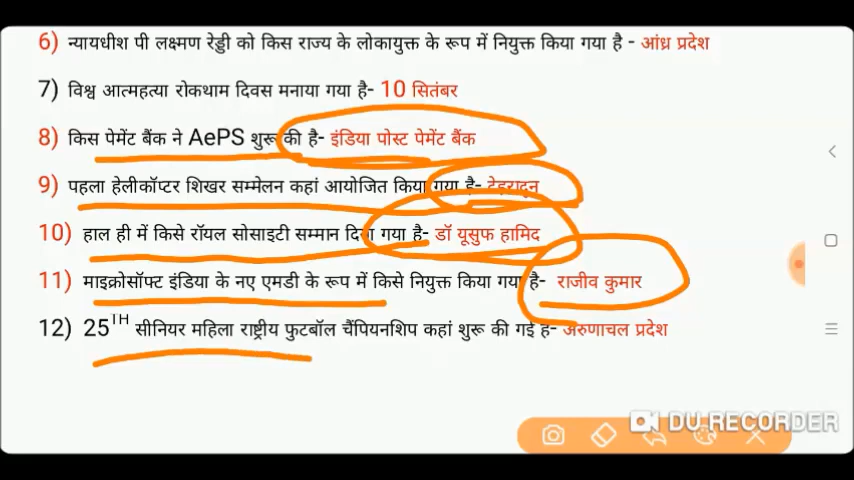 6) न्यायधीश पी लक्ष्मण रेड्डी को किस राज्य के लोकायुक्त के रूप में नियुक्त किया गया है - आंध्र प्रदेश
7) विश्व आत्महत्या रोकथाम दिवस मनाया गया है- 10 सितंबर
8) किस पेमेंट बैंक ने AePS शुरू की है- इंडिया पोस्ट पेमेंट बैंक
9) पहला हेलीकॉप्टर शिखर सम्मेलन कहां आयोजित किया गया है- देहरादून
10) हाल ही में किसे रॉयल सोसाइटी सम्मान दिया गया है- डॉ यूसुफ हामिद
11) माइक्रोसॉफ्ट इंडिया के नए एमडी के रूप में किसे नियुक्त किया गया है- राजीव कुमार
12) 25TH सीनियर महिला राष्ट्रीय फुटबॉल चैंपियनशिप कहां शुरू की गई है- अरुणाचल प्रदेश
DU RECORDER